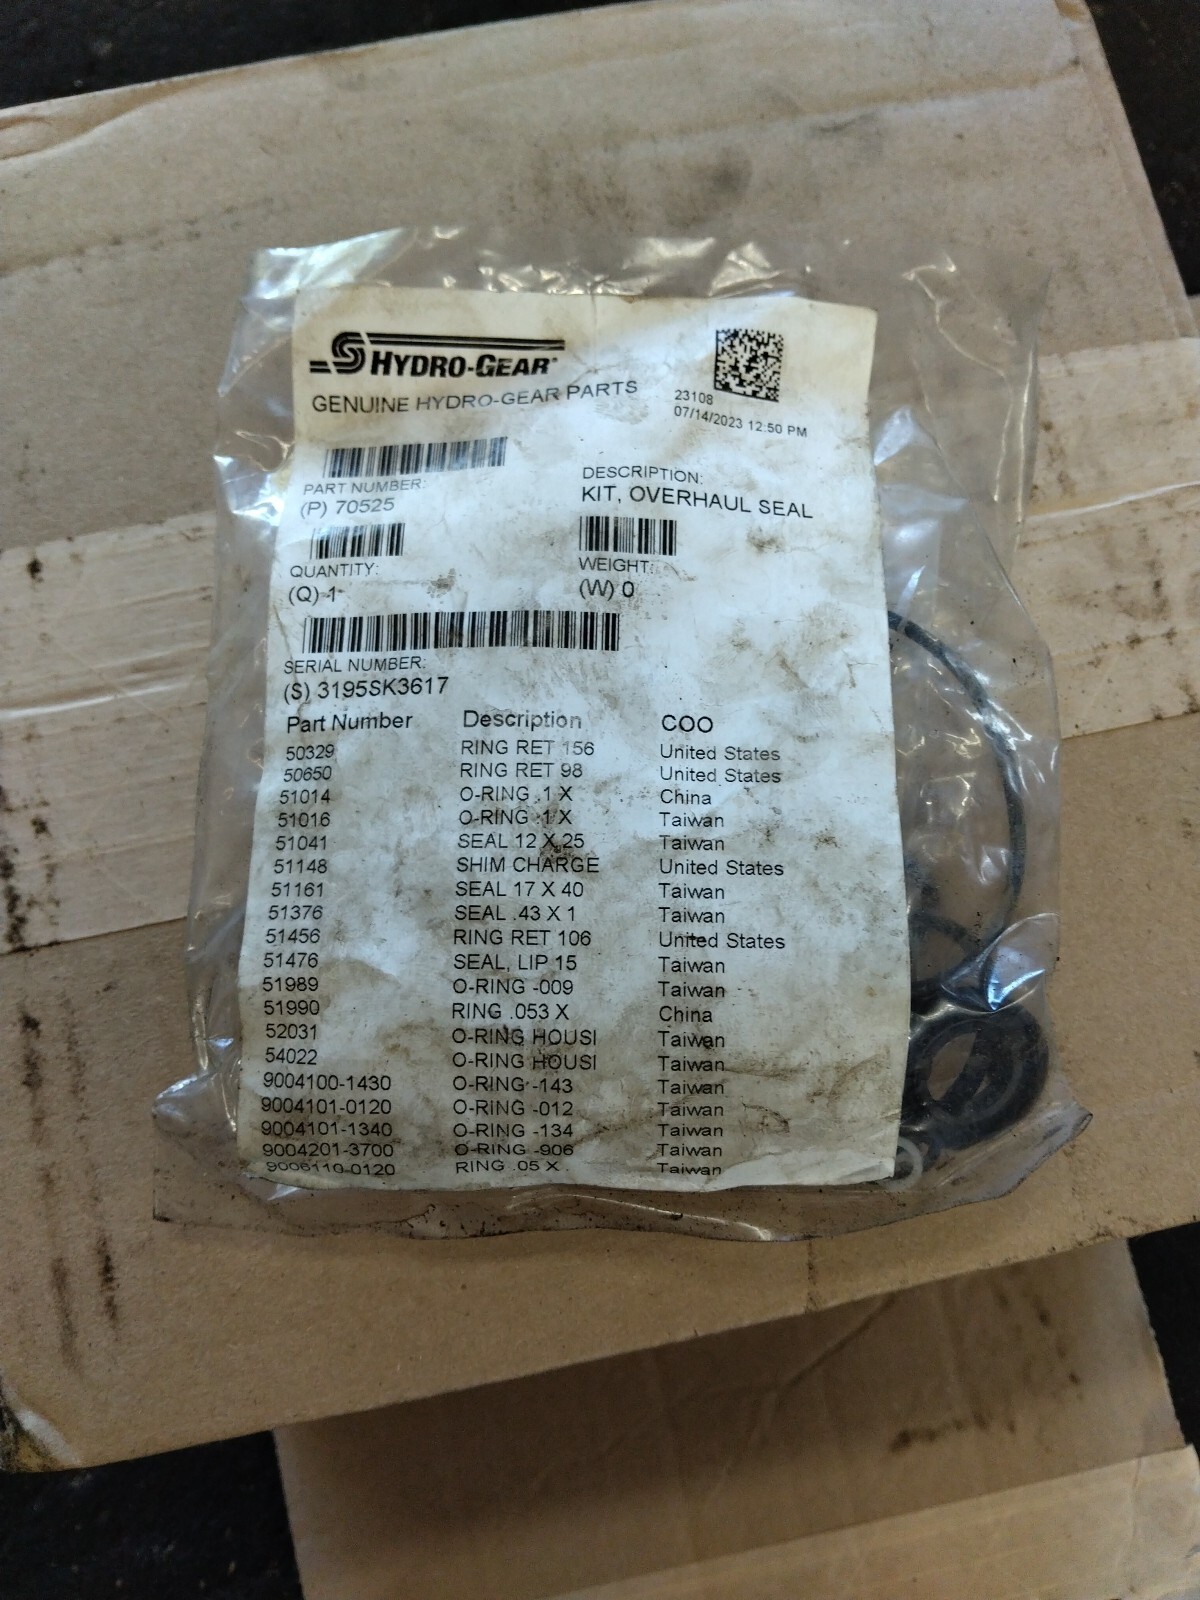 HYDRO-GEAR®
GENUINE HYDRO-GEAR PARTS
23108
07/14/2023 12:50 PM
PART NUMBER:
(P) 70525
DESCRIPTION:
KIT, OVERHAUL SEAL
QUANTITY:
(Q) 1
WEIGHT:
(W) 0
SERIAL NUMBER:
(S) 3195SK3617
Part Number Description COO
50329 RING RET 156 United States
50650 RING RET 98 United States
51014 O-RING .1 X China
51016 O-RING .1 X Taiwan
51041 SEAL 12 X 25 Taiwan
51148 SHIM CHARGE United States
51161 SEAL 17 X 40 Taiwan
51376 SEAL .43 X 1 Taiwan
51456 RING RET 106 United States
51476 SEAL, LIP 15 Taiwan
51989 O-RING -009 Taiwan
51990 RING .053 X China
52031 O-RING HOUSI Taiwan
54022 O-RING HOUSI Taiwan
9004100-1430 O-RING -143 Taiwan
9004101-0120 O-RING -012 Taiwan
9004101-1340 O-RING -134 Taiwan
9004201-3700 O-RING -906 Taiwan
9006110-0120 RING .05 X . Taiwan